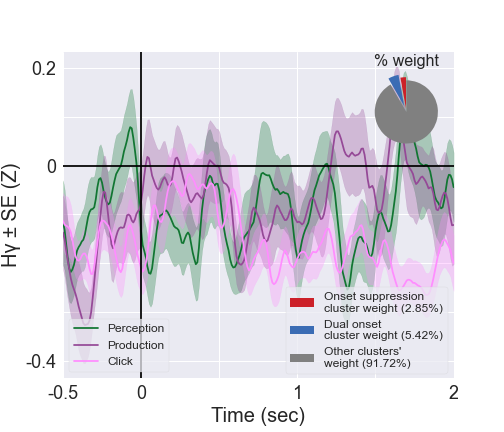 % weight
0.2
0
-0.4
Hγ ± SE (Z)
Perception
Production
Click
Onset suppression
cluster weight (2.85%)
Dual onset
cluster weight (5.42%)
Other clusters'
weight (91.72%)
-0.5
0
1
2
Time (sec)